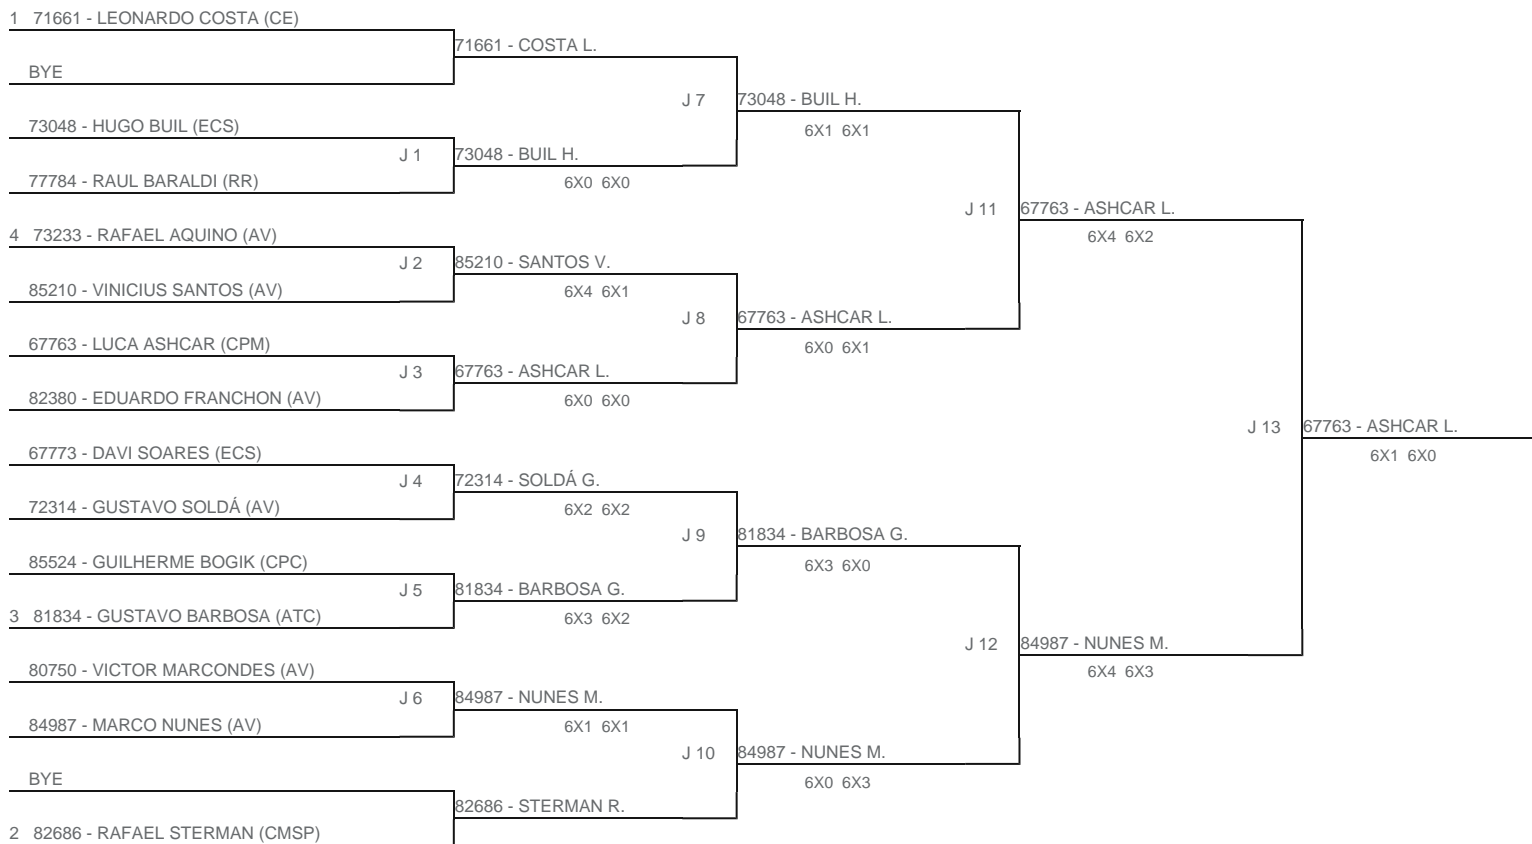 1 71661 - LEONARDO COSTA (CE)
71661 - COSTA L.
BYE
J 7 73048 - BUIL H.
73048 - HUGO BUIL (ECS)
6X1 6X1
J 1 73048 - BUIL H.
77784 - RAUL BARALDI (RR)
6X0 6X0
J 11 67763 - ASHCAR L.
4 73233 - RAFAEL AQUINO (AV)
6X4 6X2
J 2 85210 - SANTOS V.
85210 - VINICIUS SANTOS (AV)
6X4 6X1
J 8 67763 - ASHCAR L.
67763 - LUCA ASHCAR (CPM)
6X0 6X1
J 3 67763 - ASHCAR L.
82380 - EDUARDO FRANCHON (AV)
6X0 6X0
J 13 67763 - ASHCAR L.
67773 - DAVI SOARES (ECS)
6X1 6X0
J 4 72314 - SOLDÁ G.
72314 - GUSTAVO SOLDÁ (AV)
6X2 6X2
J 9 81834 - BARBOSA G.
85524 - GUILHERME BOGIK (CPC)
6X3 6X0
J 5 81834 - BARBOSA G.
3 81834 - GUSTAVO BARBOSA (ATC)
6X3 6X2
J 12 84987 - NUNES M.
80750 - VICTOR MARCONDES (AV)
6X4 6X3
J 6 84987 - NUNES M.
84987 - MARCO NUNES (AV)
6X1 6X1
J 10 84987 - NUNES M.
BYE
6X0 6X3
82686 - STERMAN R.
2 82686 - RAFAEL STERMAN (CMSP)